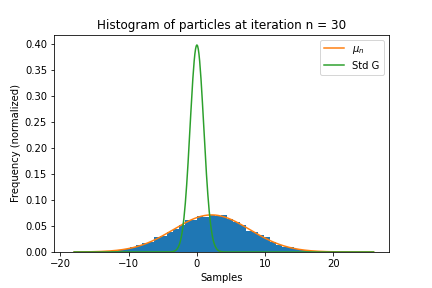 Histogram of particles at iteration n = 30
Frequency (normalized)
0.40
0.35
0.30
0.25
0.20
0.15
0.10
0.05
0.00
μₙ
Std G
−20
−10
0
10
20
Samples